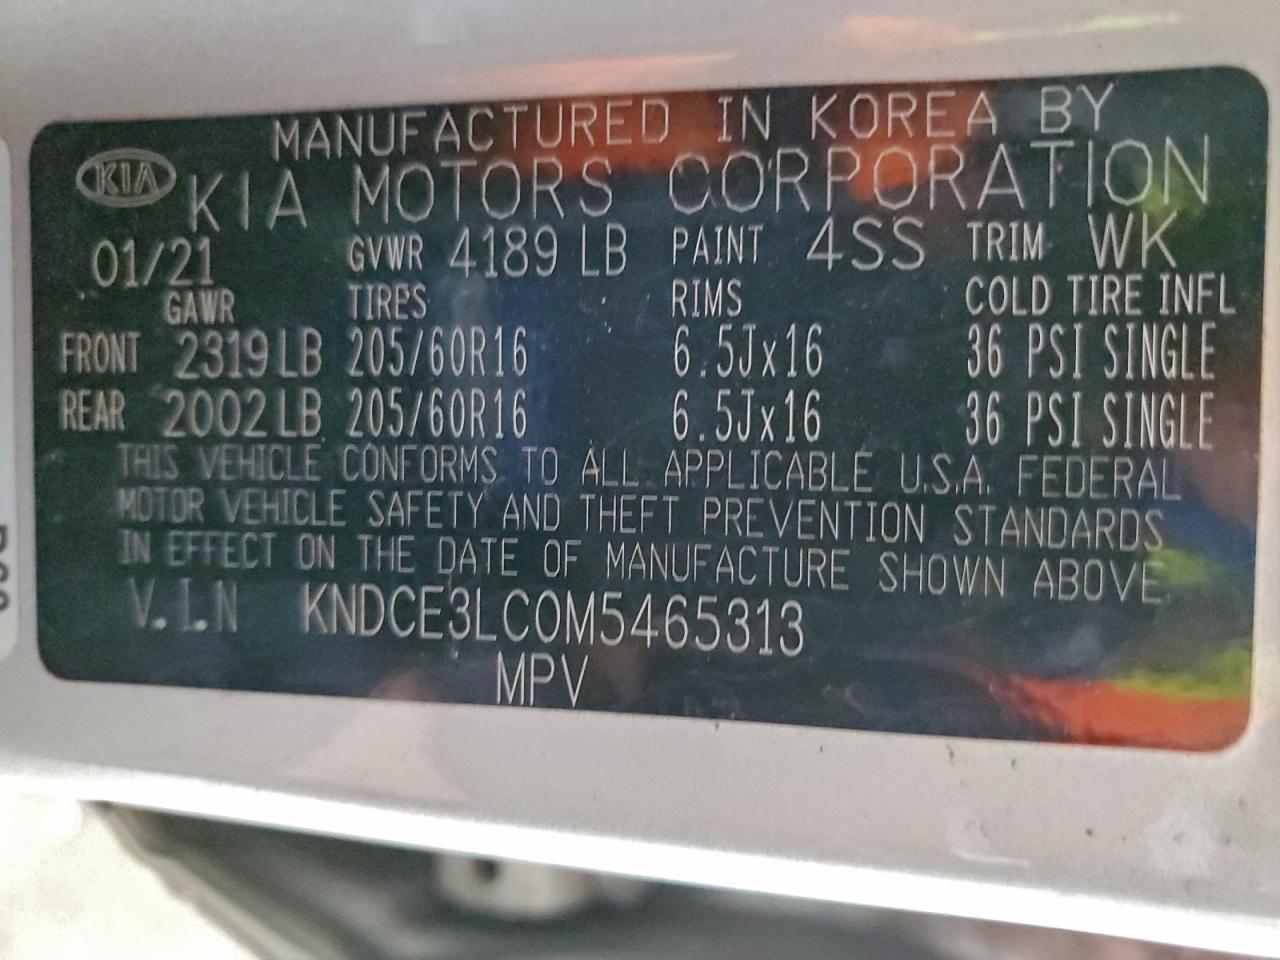 MANUFACTURED IN KOREA BY
KIA KIA MOTORS CORPORATION
01/21 GVWR 4189 LB PAINT 4SS TRIM WK
GAWR TIRES RIMS COLD TIRE INFL
FRONT 2319 LB 205/60R16 6.5Jx16 36 PSI SINGLE
REAR 2002 LB 205/60R16 6.5Jx16 36 PSI SINGLE
THIS VEHICLE CONFORMS TO ALL APPLICABLE U.S.A. FEDERAL
MOTOR VEHICLE SAFETY AND THEFT PREVENTION STANDARDS
IN EFFECT ON THE DATE OF MANUFACTURE SHOWN ABOVE.
V.I.N KNDCE3LC0M5465313
MPV